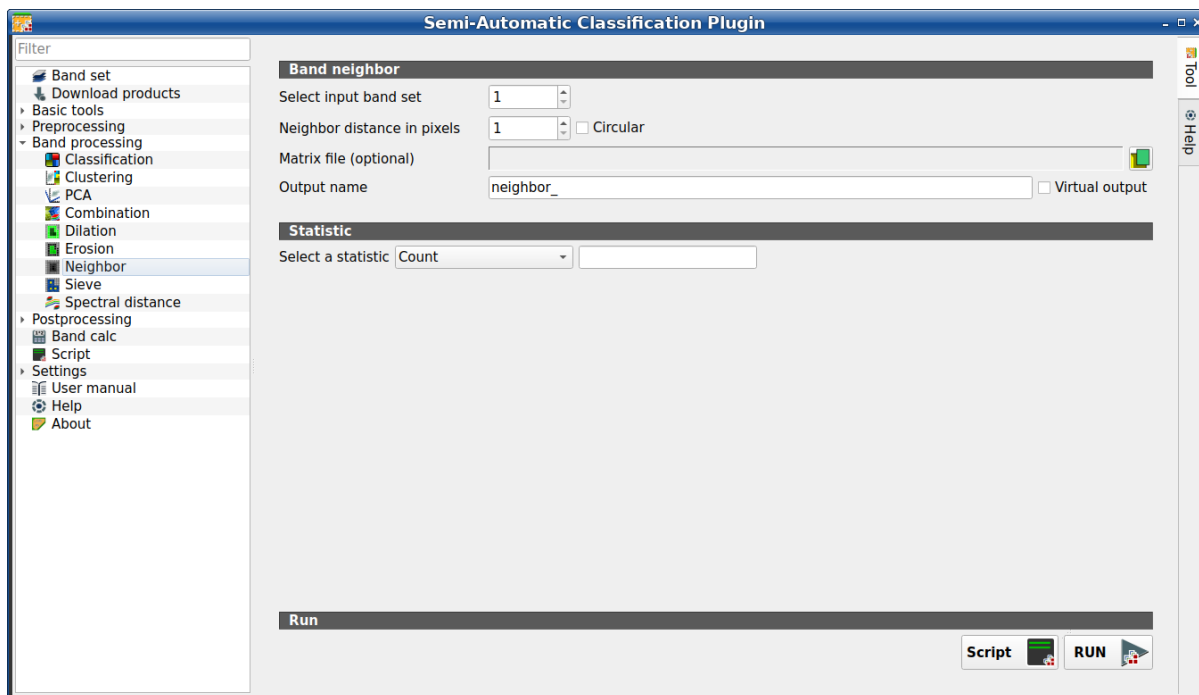 Semi-Automatic Classification Plugin
Filter
Band set
Download products
Basic tools
Preprocessing
Band processing
Classification
Clustering
PCA
Combination
Dilation
Erosion
Neighbor
Sieve
Spectral distance
Postprocessing
Band calc
Script
Settings
User manual
Help
About
Band neighbor
Select input band set 1
Neighbor distance in pixels 1 Circular
Matrix file (optional)
Output name neighbor_ Virtual output
Statistic
Select a statistic Count
Run
Script RUN
Tool
Help